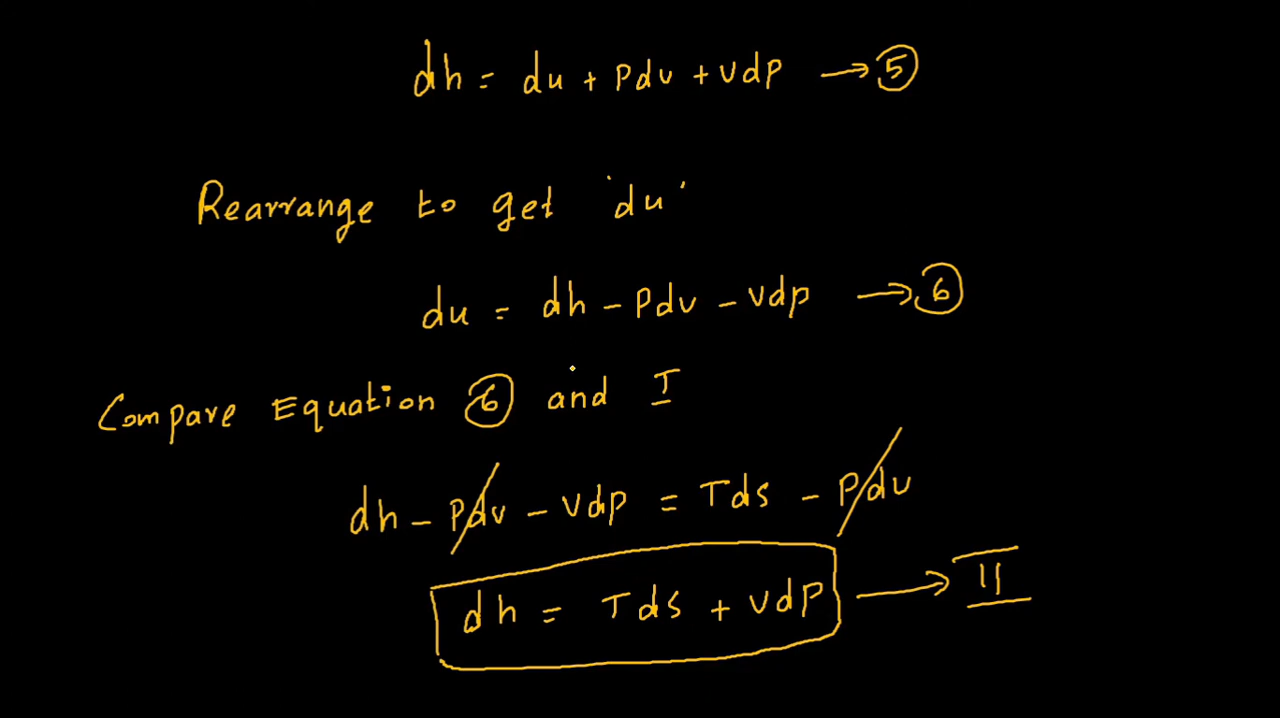 dh = du + Pdv + vdp → 5
Rearrange to get 'du'
du = dh - Pdv - vdp → 6
Compare Equation 6 and I
dh - Pdv - vdp = Tds - Pdv
dh = Tds + vdp → II